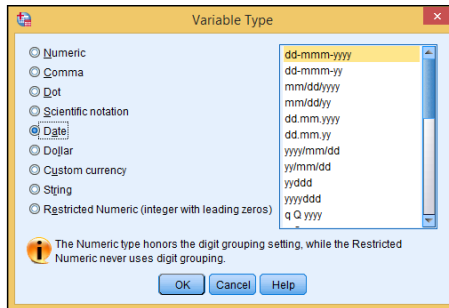 Variable Type
Numeric
Comma
Dot
Scientific notation
Date
Dollar
Custom currency
String
Restricted Numeric (integer with leading zeros)
dd-mmm-yyyy
dd-mmm-yy
mm/dd/yyyy
mm/dd/yy
dd.mm.yyyy
dd.mm.yy
yyyy/mm/dd
yy/mm/dd
yyddd
yyyyddd
q Q yyyy
The Numeric type honors the digit grouping setting, while the Restricted
Numeric never uses digit grouping.
OK Cancel Help